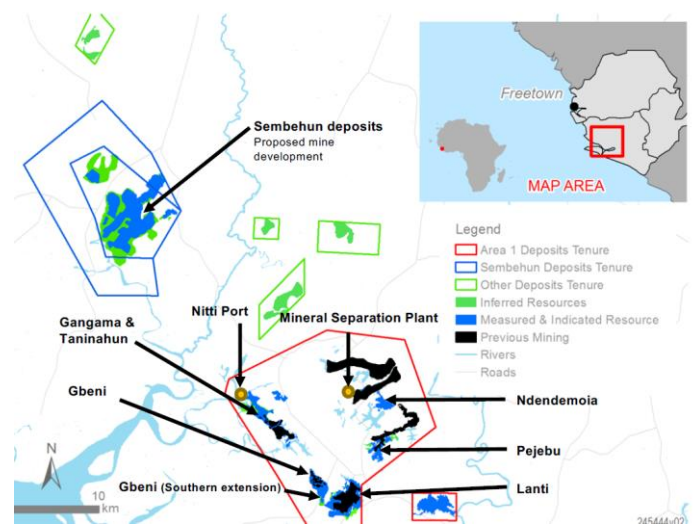 Freetown
MAP AREA
Sembehun deposits
Proposed mine
development
Legend
Area 1 Deposits Tenure
Sembehun Deposits Tenure
Other Deposits Tenure
Inferred Resources
Measured & Indicated Resource
Previous Mining
Rivers
Roads
Nitti Port
Mineral Separation Plant
Gangama &
Taninahun
Gbeni
Ndendemoia
Pejebu
Gbeni (Southern extension)
Lanti
N
10
km
245444v02